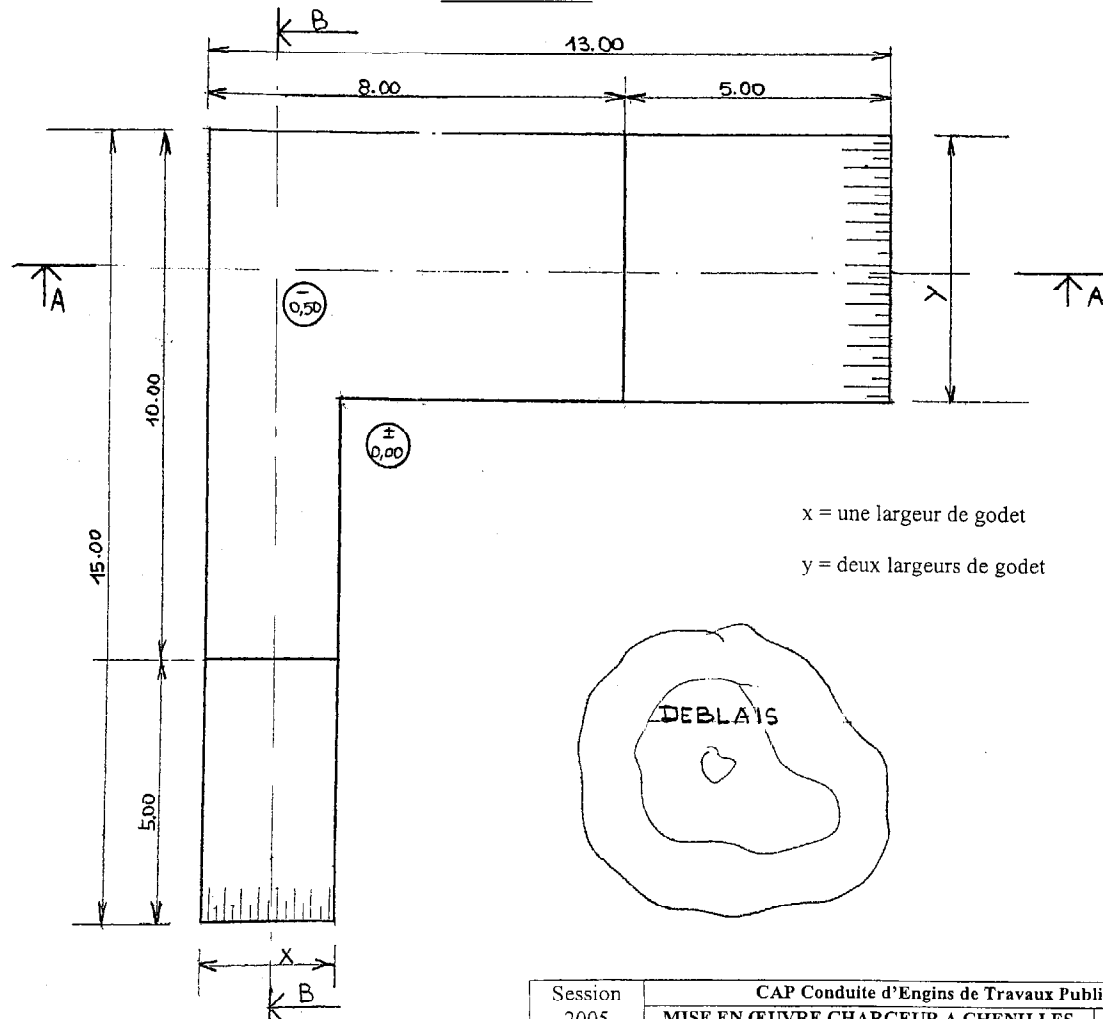 B
13.00
8.00
5.00
A
A
- 0,50
y
10.00
± 0,00
15.00
x = une largeur de godet
y = deux largeurs de godet
DEBLAIS
5,00
X
B
Session
CAP Conduite d'Engins de Travaux Publi
2005
MISE EN ŒUVRE CHARGEUR A CHENILLES